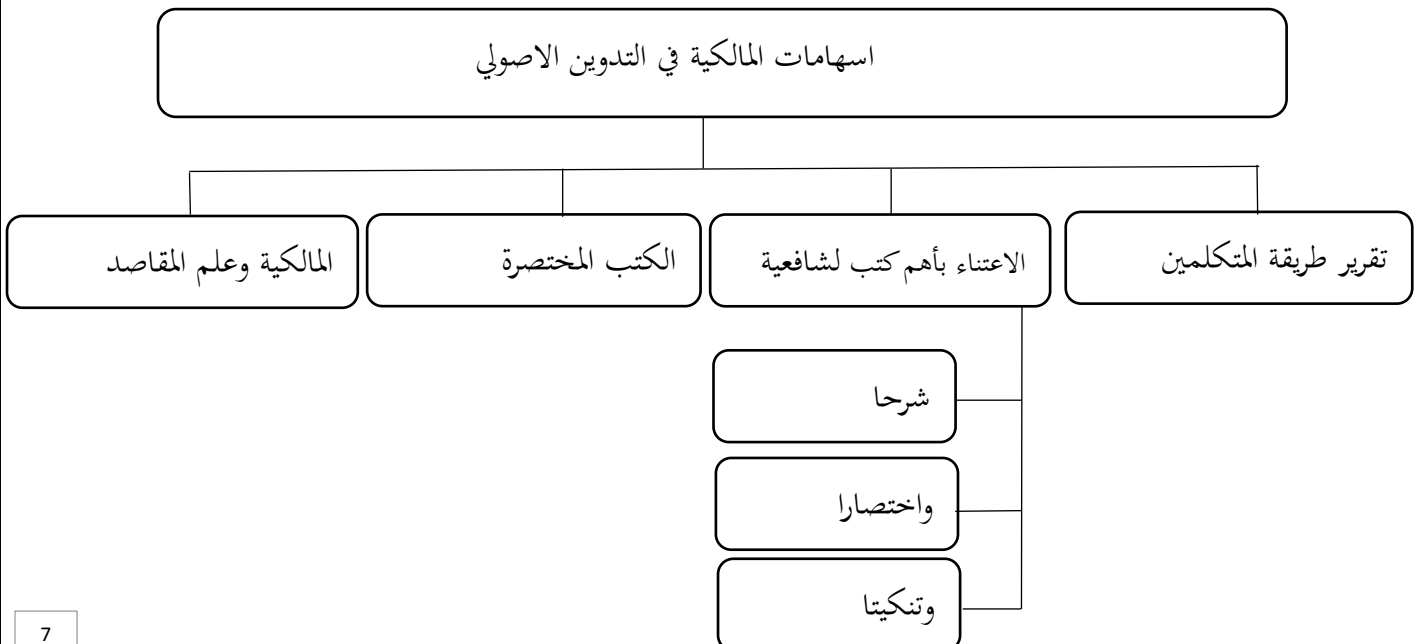 اسهامات المالكية في التدوين الاصولي
تقرير طريقة المتكلمين
الاعتناء بأهم كتب لشافعية
الكتب المختصرة
المالكية وعلم المقاصد
شرحا
واختصارا
وتنكيتا
7